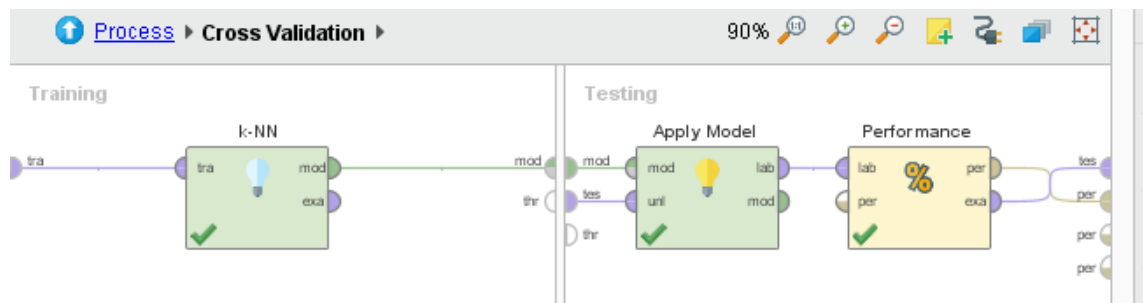 Process Cross Validation 90%
Training
Testing
k-NN
Apply Model
Performance
tra
tra
mod
mod
exa
thr
mod
mod
lab
tes
unl
mod
thr
lab
per
tes
per
exa
per
per
per